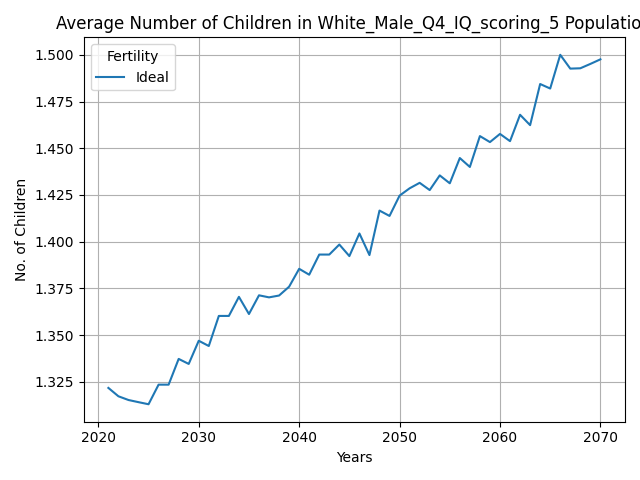 Average Number of Children in White_Male_Q4_IQ_scoring_5 Populatio
Fertility
Ideal
No. of Children
1.500
1.475
1.450
1.425
1.400
1.375
1.350
1.325
2020 2030 2040 2050 2060 2070
Years